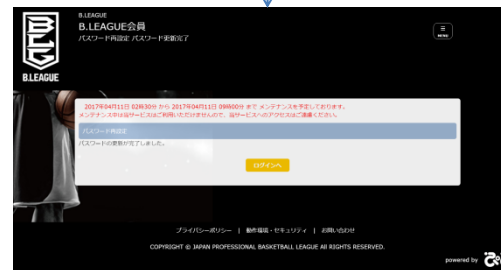 B.LEAGUE
B.LEAGUE会員
パスワード再設定 パスワード更新完了
MENU
B.LEAGUE
2017年04月11日 02時30分 から 2017年04月11日 09時00分 まで メンテナンスを予定しております。
メンテナンス中は当サービスはご利用いただけませんので、当サービスへのアクセスはご遠慮ください。
パスワード再設定
パスワードの更新が完了しました。
ログインへ
プライバシーポリシー | 動作環境・セキュリティ | お問い合わせ
COPYRIGHT © JAPAN PROFESSIONAL BASKETBALL LEAGUE All RIGHTS RESERVED.
powered by